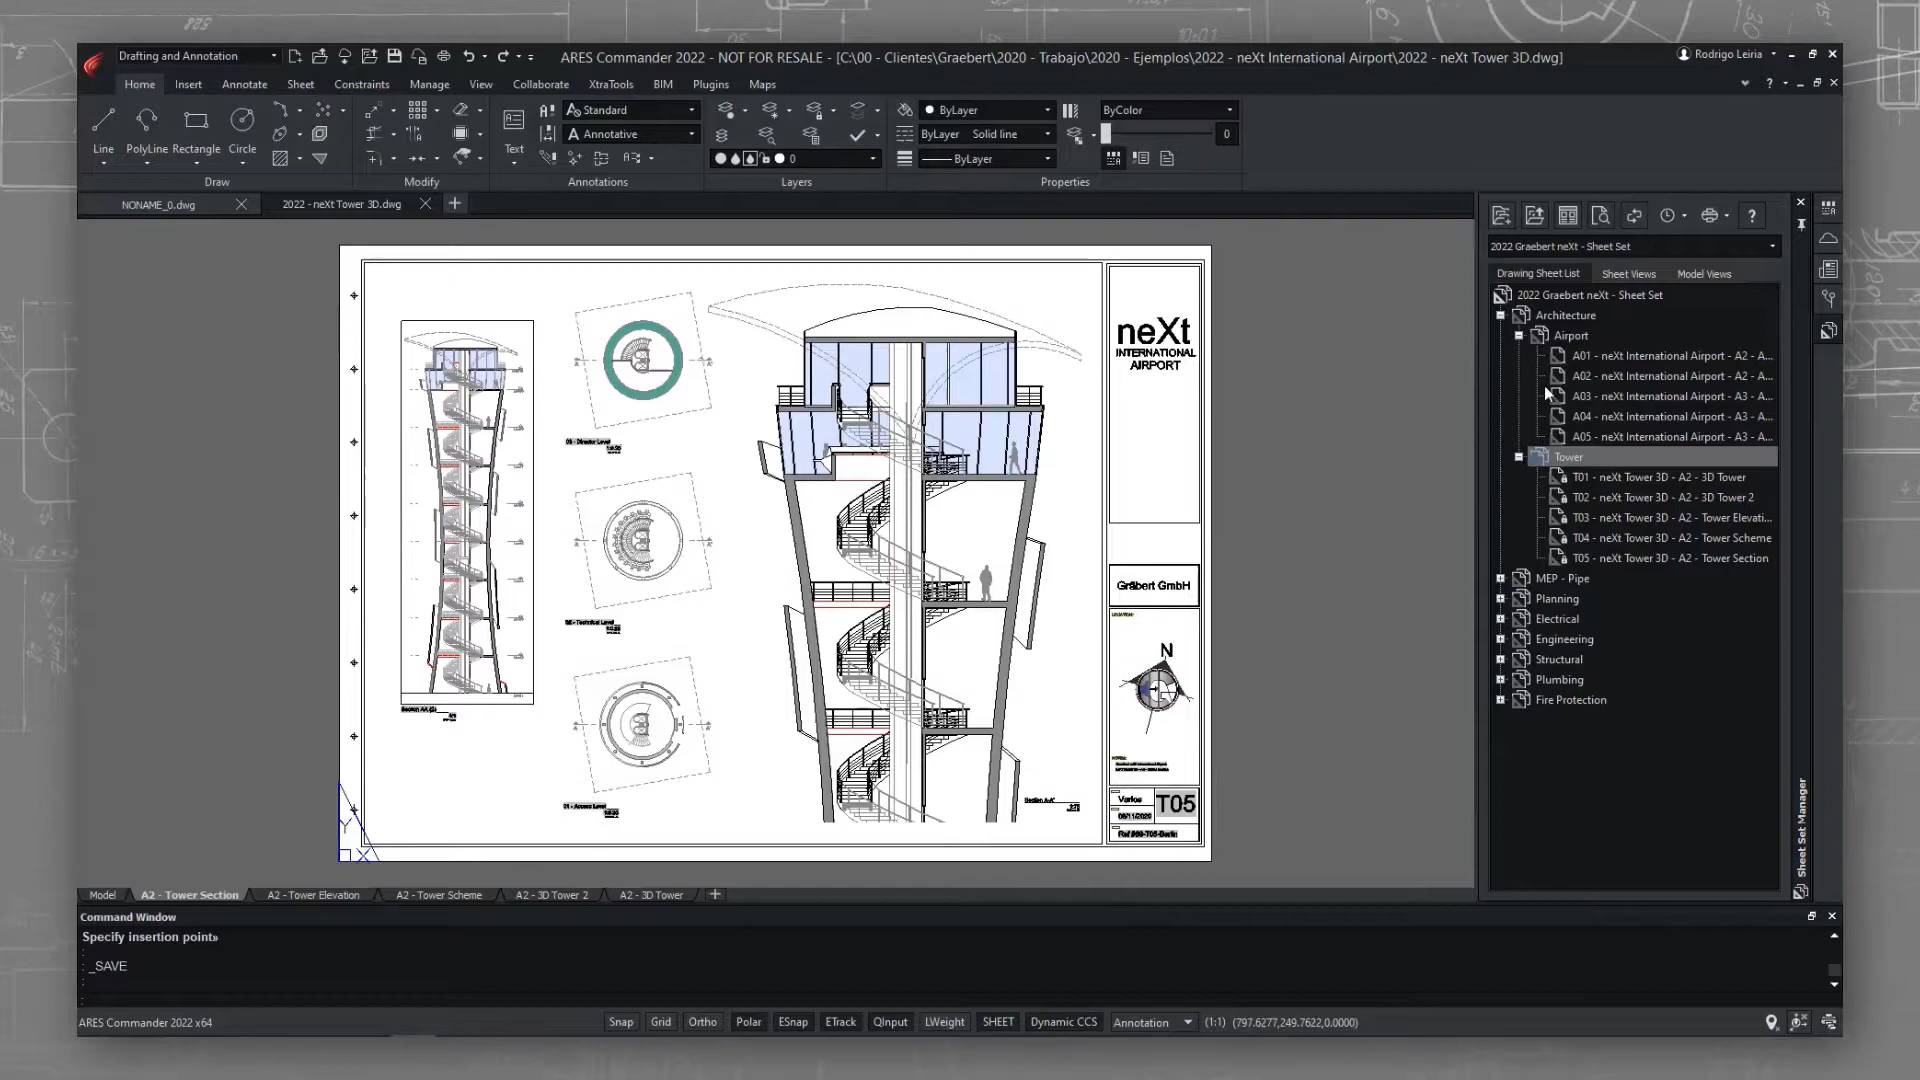 Drafting and Annotation
ARES Commander 2022 - NOT FOR RESALE - [C:\00 - Clientes\Graebert\2020 - Trabajo\2020 - Ejemplos\2022 - neXt International Airport\2022 - neXt Tower 3D.dwg]
Rodrigo Leiria
Home Insert Annotate Sheet Constraints Manage View Collaborate XtraTools BIM Plugins Maps
?
Line PolyLine Rectangle Circle
Text
Standard
Annotative
0
ByLayer
ByLayer Solid line
ByLayer
ByColor
0
Draw Modify Annotations Layers Properties
NONAME_0.dwg
2022 - neXt Tower 3D.dwg
neXt
INTERNATIONAL
AIRPORT
Gräbert GmbH
N
Varios
T05
06/11/2020
Section A-A'
01 - Access Level
Y
X
2022 Graebert neXt - Sheet Set
Drawing Sheet List Sheet Views Model Views
2022 Graebert neXt - Sheet Set
Architecture
Airport
A01 - neXt International Airport - A2 - A...
A02 - neXt International Airport - A2 - A...
A03 - neXt International Airport - A3 - A...
A04 - neXt International Airport - A3 - A...
A05 - neXt International Airport - A3 - A...
Tower
T01 - neXt Tower 3D - A2 - 3D Tower
T02 - neXt Tower 3D - A2 - 3D Tower 2
T03 - neXt Tower 3D - A2 - Tower Elevati...
T04 - neXt Tower 3D - A2 - Tower Scheme
T05 - neXt Tower 3D - A2 - Tower Section
MEP - Pipe
Planning
Electrical
Engineering
Structural
Plumbing
Fire Protection
Sheet Set Manager
Model A2 - Tower Section A2 - Tower Elevation A2 - Tower Scheme A2 - 3D Tower 2 A2 - 3D Tower
Command Window
Specify insertion point»
:
: _SAVE
:
:
ARES Commander 2022 x64
Snap Grid Ortho Polar ESnap ETrack QInput LWeight SHEET Dynamic CCS Annotation (1:1) (797.6277,249.7622,0.0000)